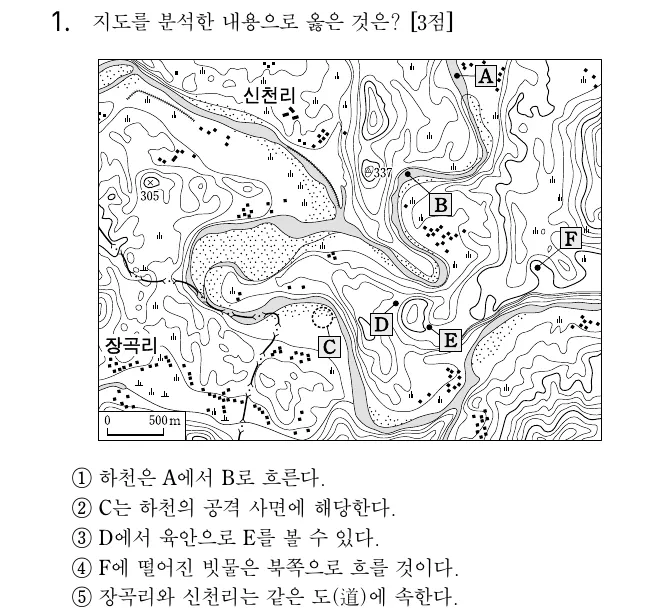 1. 지도를 분석한 내용으로 옳은 것은? [3점]
A
신천리
337
305
B
F
D
E
C
장곡리
0 500m
① 하천은 A에서 B로 흐른다.
② C는 하천의 공격 사면에 해당한다.
③ D에서 육안으로 E를 볼 수 있다.
④ F에 떨어진 빗물은 북쪽으로 흐를 것이다.
⑤ 장곡리와 신천리는 같은 도(道)에 속한다.